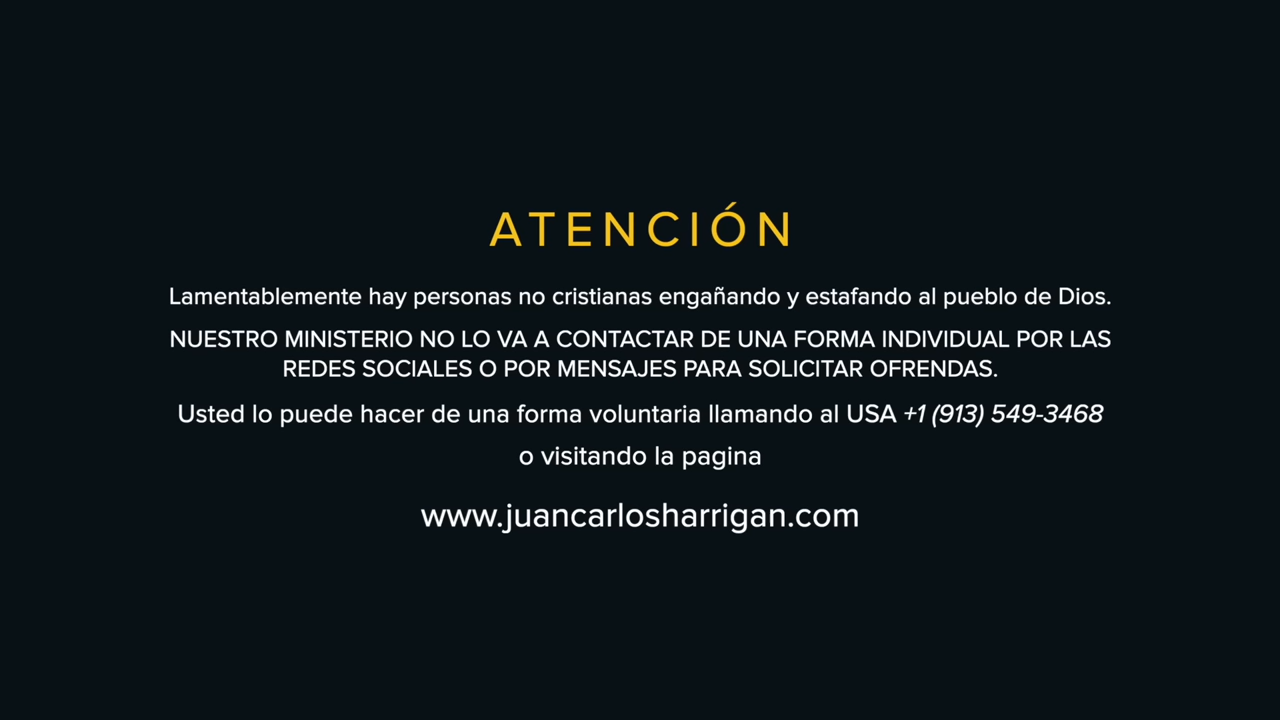 ATENCIÓN
Lamentablemente hay personas no cristianas engañando y estafando al pueblo de Dios.
NUESTRO MINISTERIO NO LO VA A CONTACTAR DE UNA FORMA INDIVIDUAL POR LAS
REDES SOCIALES O POR MENSAJES PARA SOLICITAR OFRENDAS.
Usted lo puede hacer de una forma voluntaria llamando al USA +1 (913) 549-3468
o visitando la pagina
www.juancarlosharrigan.com